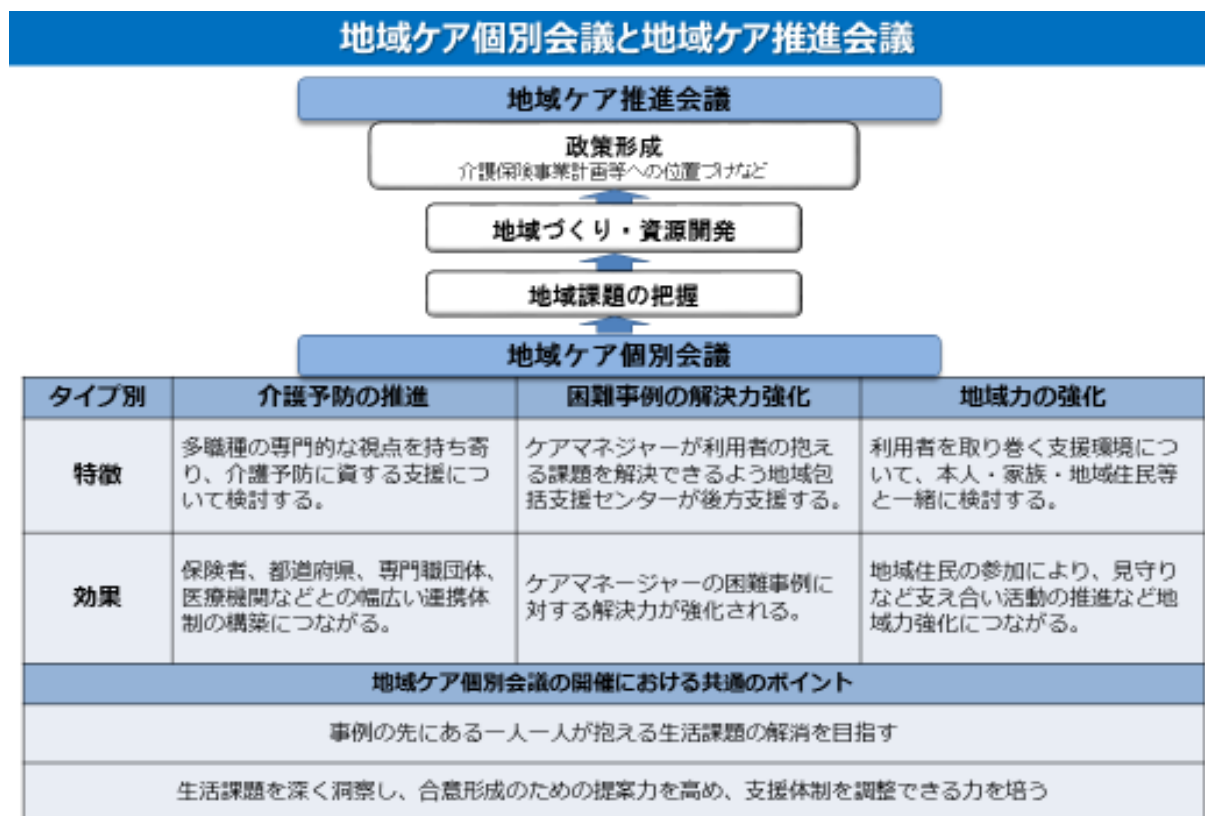 地域ケア個別会議と地域ケア推進会議
地域ケア推進会議
政策形成
介護保険事業計画等への位置づけなど
地域づくり・資源開発
地域課題の把握
地域ケア個別会議
タイプ別
介護予防の推進
困難事例の解決力強化
地域力の強化
特徴
多職種の専門的な視点を持ち寄
り、介護予防に資する支援につ
いて検討する。
ケアマネジャーが利用者の抱え
る課題を解決できるよう地域包
括支援センターが後方支援する。
利用者を取り巻く支援環境につ
いて、本人・家族・地域住民等
と一緒に検討する。
効果
保険者、都道府県、専門職団体、
医療機関などとの幅広い連携体
制の構築につながる。
ケアマネージャーの困難事例に
対する解決力が強化される。
地域住民の参加により、見守り
など支え合い活動の推進など地
域力強化につながる。
地域ケア個別会議の開催における共通のポイント
事例の先にある一人一人が抱える生活課題の解消を目指す
生活課題を深く洞察し、合意形成のための提案力を高め、支援体制を調整できる力を培う